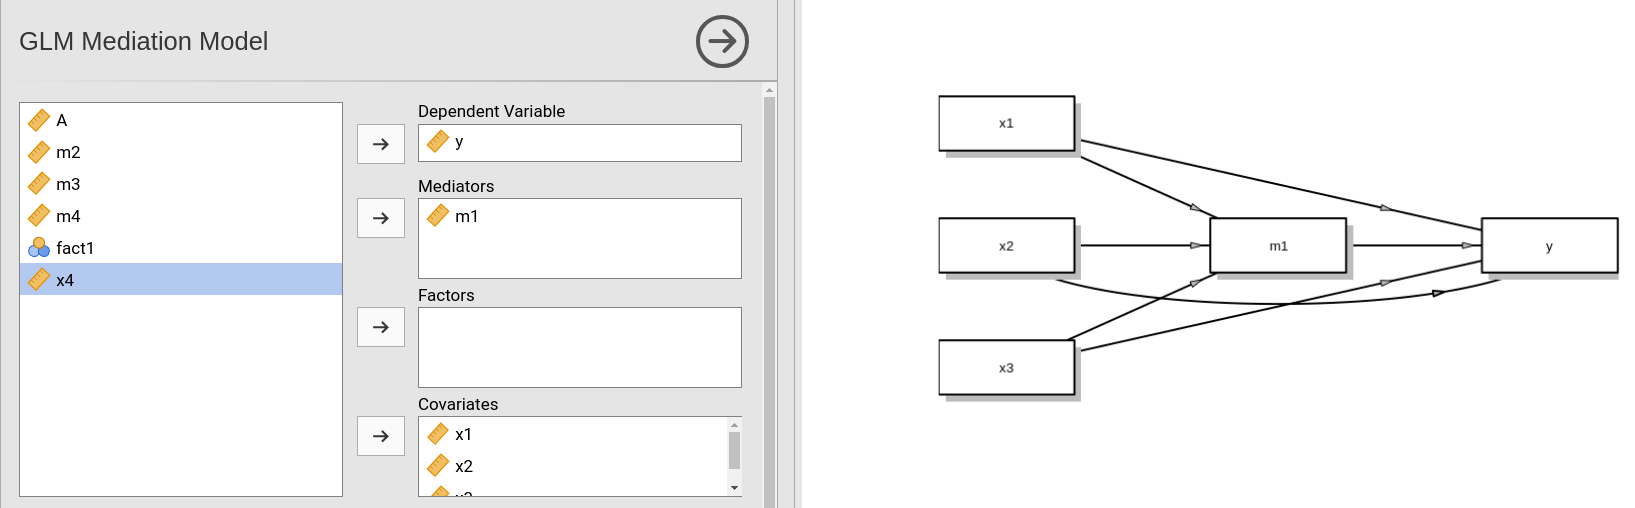 GLM Mediation Model
A
m2
m3
m4
fact1
x4
Dependent Variable
y
Mediators
m1
Factors
Covariates
x1
x2
x1
x2
m1
y
x3